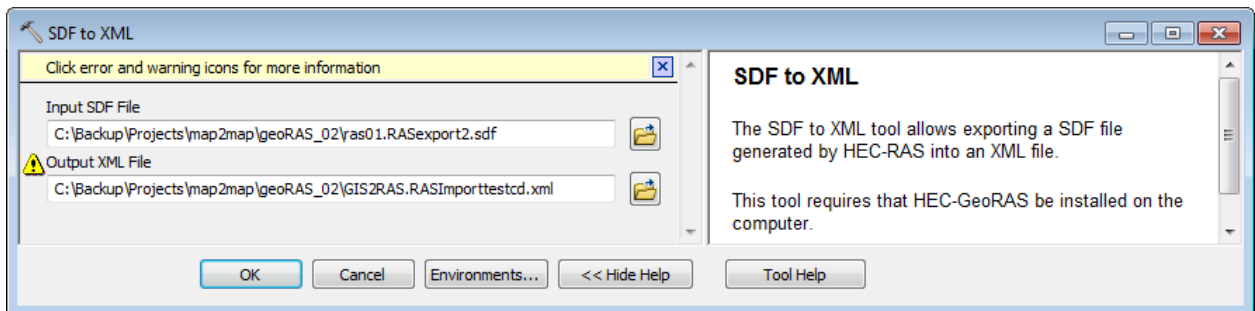 SDF to XML
Click error and warning icons for more information
Input SDF File
C:\Backup\Projects\map2map\geoRAS_02\ras01.RASexport2.sdf
Output XML File
C:\Backup\Projects\map2map\geoRAS_02\GIS2RAS.RASImporttestcd.xml
SDF to XML
The SDF to XML tool allows exporting a SDF file
generated by HEC-RAS into an XML file.
This tool requires that HEC-GeoRAS be installed on the
computer.
OK
Cancel
Environments...
<< Hide Help
Tool Help